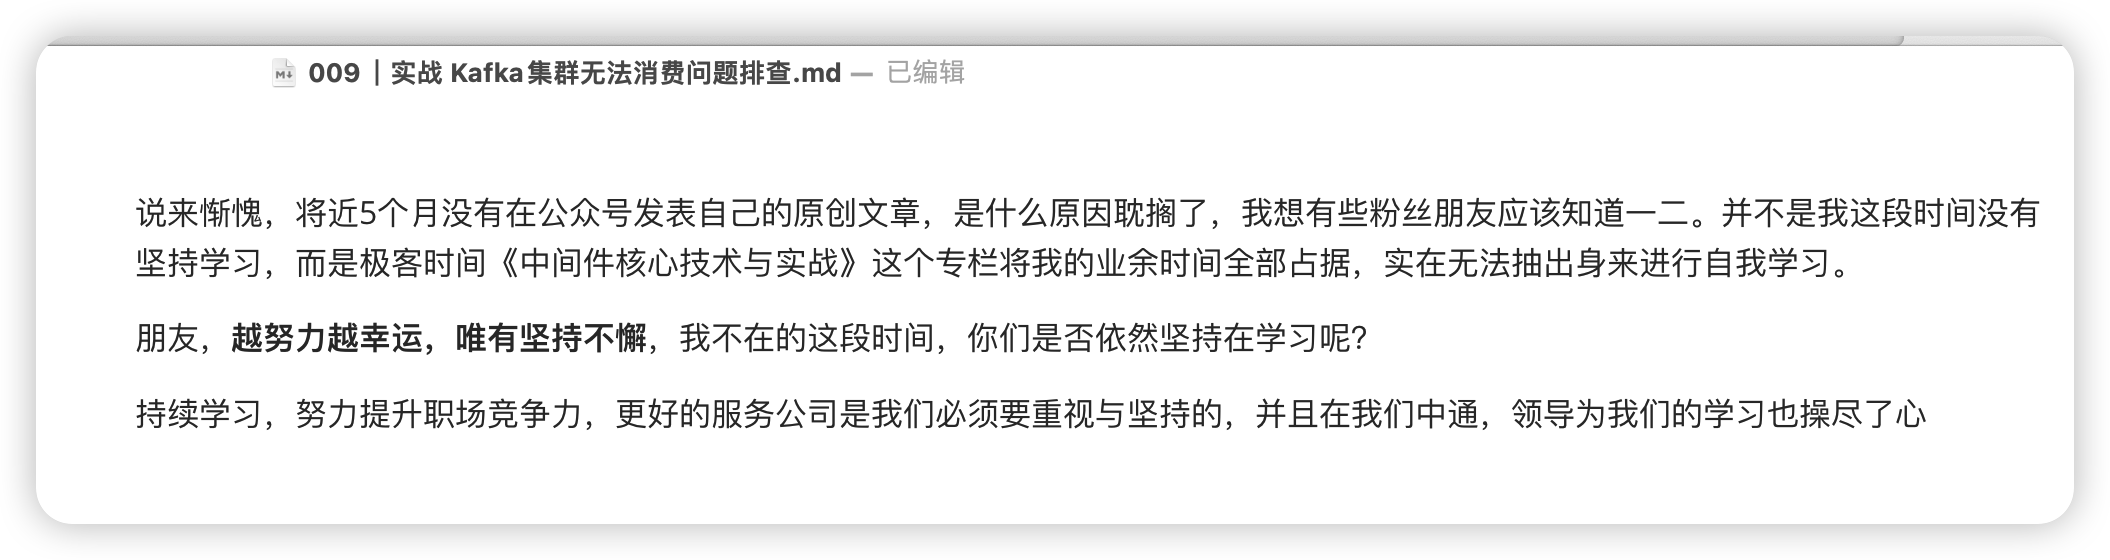 009｜实战 Kafka集群无法消费问题排查.md — 已编辑
说来惭愧，将近5个月没有在公众号发表自己的原创文章，是什么原因耽搁了，我想有些粉丝朋友应该知道一二。并不是我这段时间没有
坚持学习，而是极客时间《中间件核心技术与实战》这个专栏将我的业余时间全部占据，实在无法抽出身来进行自我学习。
朋友，越努力越幸运，唯有坚持不懈，我不在的这段时间，你们是否依然坚持在学习呢?
持续学习，努力提升职场竞争力，更好的服务公司是我们必须要重视与坚持的，并且在我们中通，领导为我们的学习也操尽了心